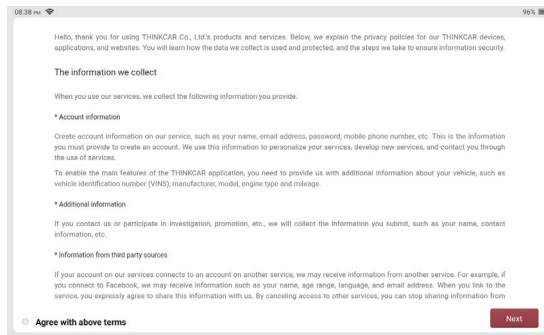 08:38 PM
96%
Hello, thank you for using THINKCAR Co., Ltd.'s products and services. Below, we explain the privacy policies for our THINKCAR devices,
applications, and websites. You will learn how the data we collect is used and protected, and the steps we take to ensure information security.
The information we collect
When you use our services, we collect the following information you provide.
* Account information
Create account information on our service, such as your name, email address, password, mobile phone number, etc. This is the information
you must provide to create an account. We use this information to personalize your services, develop new services, and contact you through
the use of services.
To enable the main features of the THINKCAR application, you need to provide us with additional information about your vehicle, such as
vehicle identification number (VINS), manufacturer, model, engine type and mileage.
* Additional information
If you contact us or participate in investigation, promotion, etc., we will collect the information you submit, such as your name, contact
information, etc.
* Information from third party sources
If your account on our services connects to an account on another service, we may receive information from another service. For example, if
you connect to Facebook, we may receive information such as your name, age range, language, and email address. When you link to the
service, you expressly agree to share this information with us. By canceling access to other services, you can stop sharing information from
Agree with above terms
Next